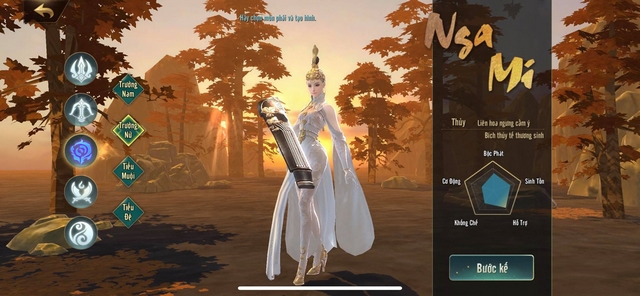 Hãy chọn môn phái và tạo hình.
Nga
Mi
Trưởng
Nam
Trưởng
Nữ
Tiểu
Muội
Tiểu
Đệ
Thủy
Liên hoa ngưng cầm ý
Bích thủy tế thương sinh
Bộc Phát
Cơ Động
Sinh Tồn
Khống Chế
Hỗ Trợ
Bước kế